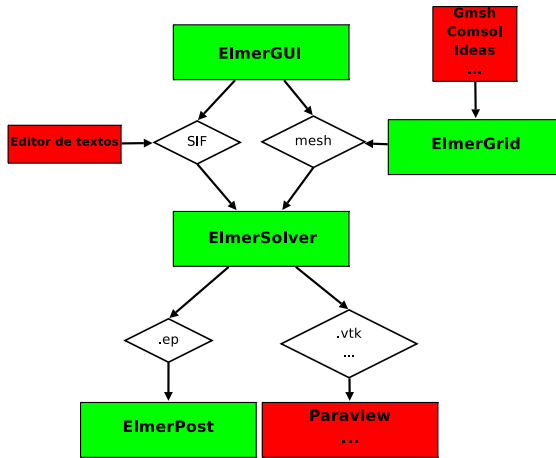 Gmsh
Comsol
Ideas
...
ElmerGUI
Editor de textos
SIF
mesh
ElmerGrid
ElmerSolver
.ep
.vtk
...
ElmerPost
Paraview
...